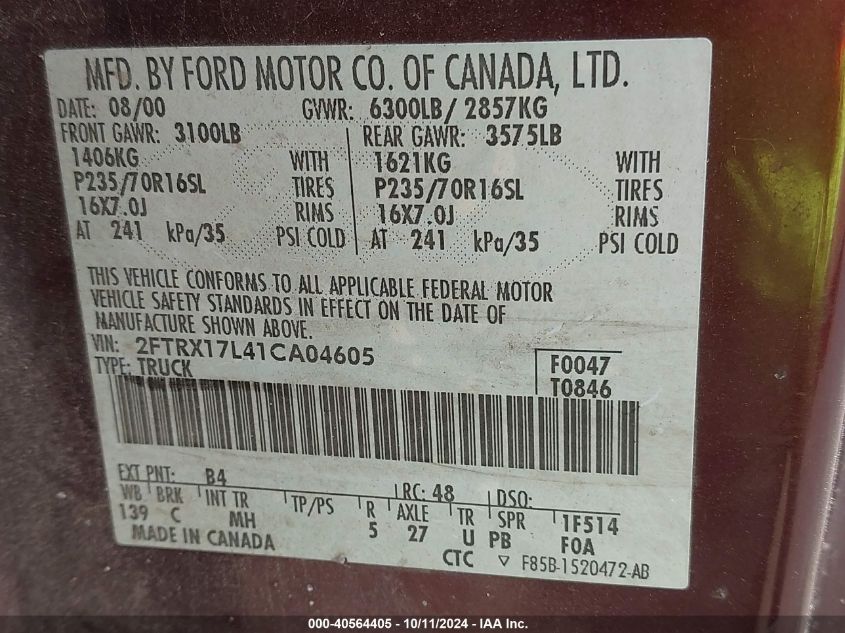 MFD. BY FORD MOTOR CO. OF CANADA, LTD.
DATE: 08/00 GVWR: 6300LB/ 2857KG
FRONT GAWR: 3100LB REAR GAWR: 3575LB
1406KG WITH 1621KG WITH
P235/70R16SL TIRES P235/70R16SL TIRES
16X7.0J RIMS 16X7.0J RIMS
AT 241 kPa/35 PSI COLD AT 241 kPa/35 PSI COLD
THIS VEHICLE CONFORMS TO ALL APPLICABLE FEDERAL MOTOR
VEHICLE SAFETY STANDARDS IN EFFECT ON THE DATE OF
MANUFACTURE SHOWN ABOVE.
VIN: 2FTRX17L41CA04605 F0047
TYPE: TRUCK T0846
EXT PNT: B4 RC: 48 DSO:
WB BRK INT TR TP/PS R AXLE TR SPR 1F514
139 C MH 5 27 U PB F0A
MADE IN CANADA CTC ▽ F85B-1520472-AB
000-40564405 - 10/11/2024 - IAA Inc.